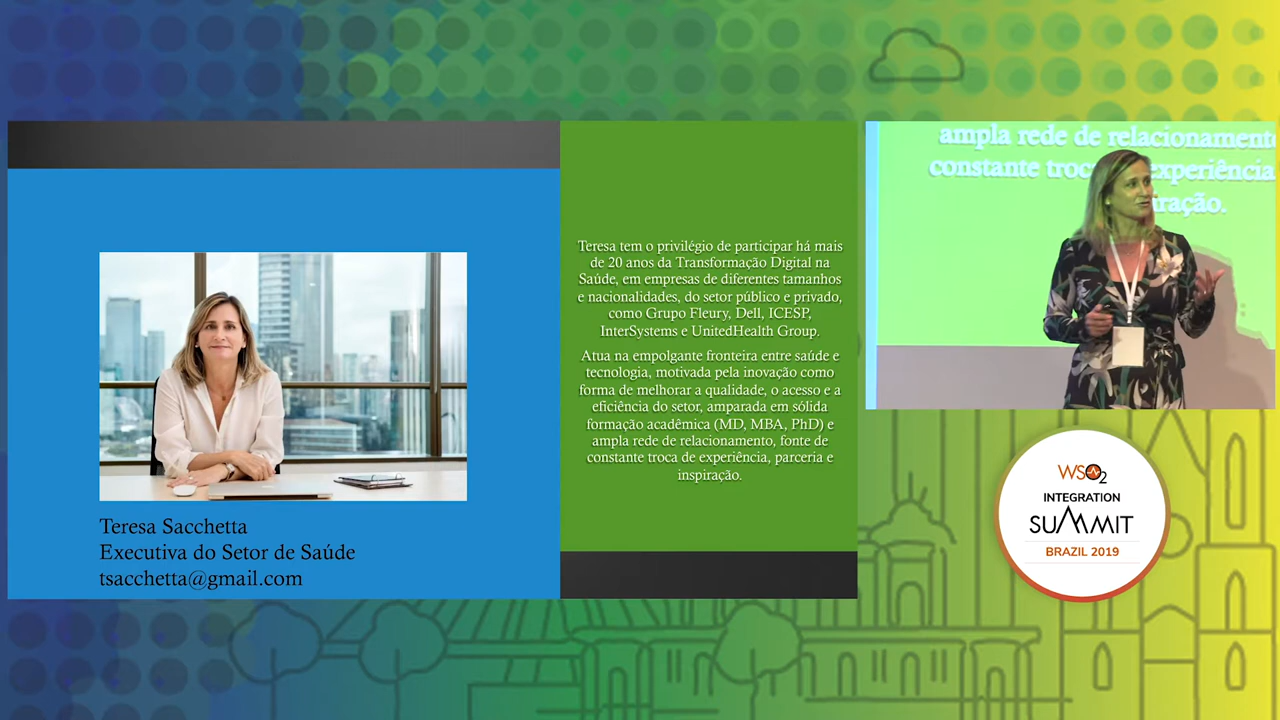 Teresa tem o privilégio de participar há mais
de 20 anos da Transformação Digital na
Saúde, em empresas de diferentes tamanhos
e nacionalidades, do setor público e privado,
como Grupo Fleury, Dell, ICESP,
InterSystems e UnitedHealth Group.
Atua na empolgante fronteira entre saúde e
tecnologia, motivada pela inovação como
forma de melhorar a qualidade, o acesso e a
eficiência do setor, amparada em sólida
formação acadêmica (MD, MBA, PhD) e
ampla rede de relacionamento, fonte de
constante troca de experiência, parceria e
inspiração.
Teresa Sacchetta
Executiva do Setor de Saúde
tsacchetta@gmail.com
ampla rede de relacionamento
constante experiência
WSO2
INTEGRATION
SUMMIT
BRAZIL 2019